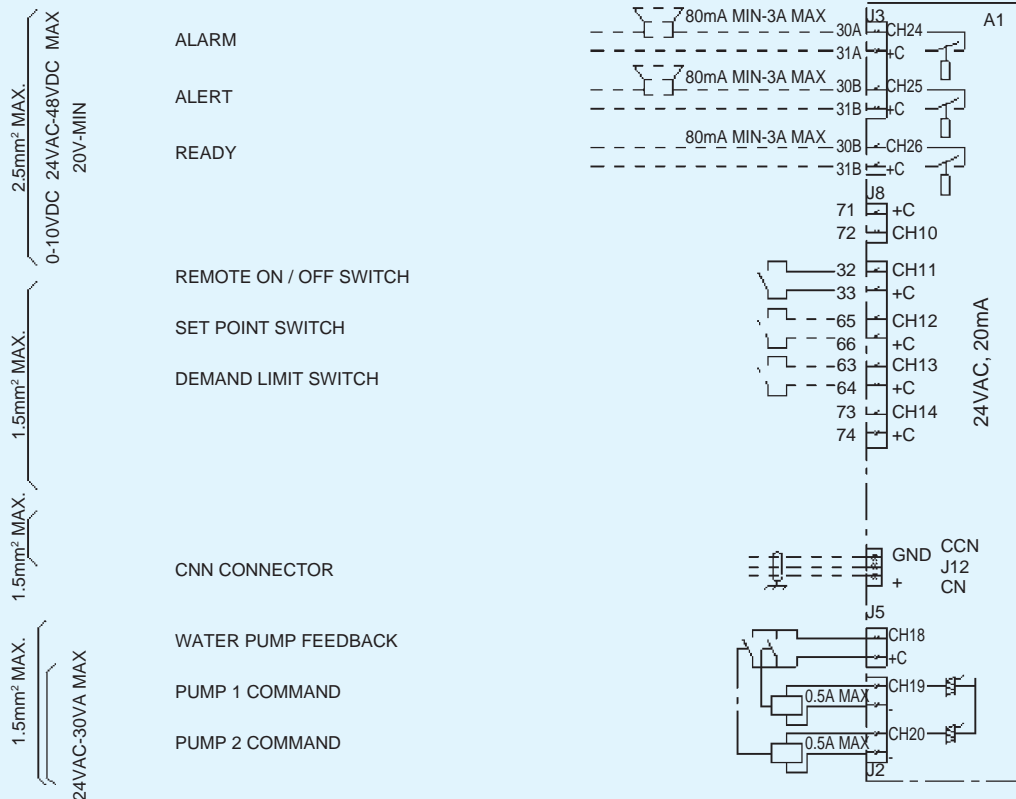 80mA MIN-3A MAX
J3
A1
ALARM
30A
CH24
31A
+C
80mA MIN-3A MAX
ALERT
30B
CH25
31B
+C
80mA MIN-3A MAX
READY
30B
CH26
31B
+C
2.5mm² MAX.
0-10VDC 24VAC-48VDC MAX
20V-MIN
J8
71
+C
72
CH10
REMOTE ON / OFF SWITCH
32
CH11
33
+C
SET POINT SWITCH
65
CH12
66
+C
DEMAND LIMIT SWITCH
63
CH13
64
+C
73
CH14
74
+C
24VAC, 20mA
1.5mm² MAX.
1.5mm² MAX.
CNN CONNECTOR
GND
CCN
J12
+
CN
J5
WATER PUMP FEEDBACK
CH18
+C
PUMP 1 COMMAND
0.5A MAX
CH19
-
PUMP 2 COMMAND
0.5A MAX
CH20
-
J2
1.5mm² MAX.
24VAC-30VA MAX